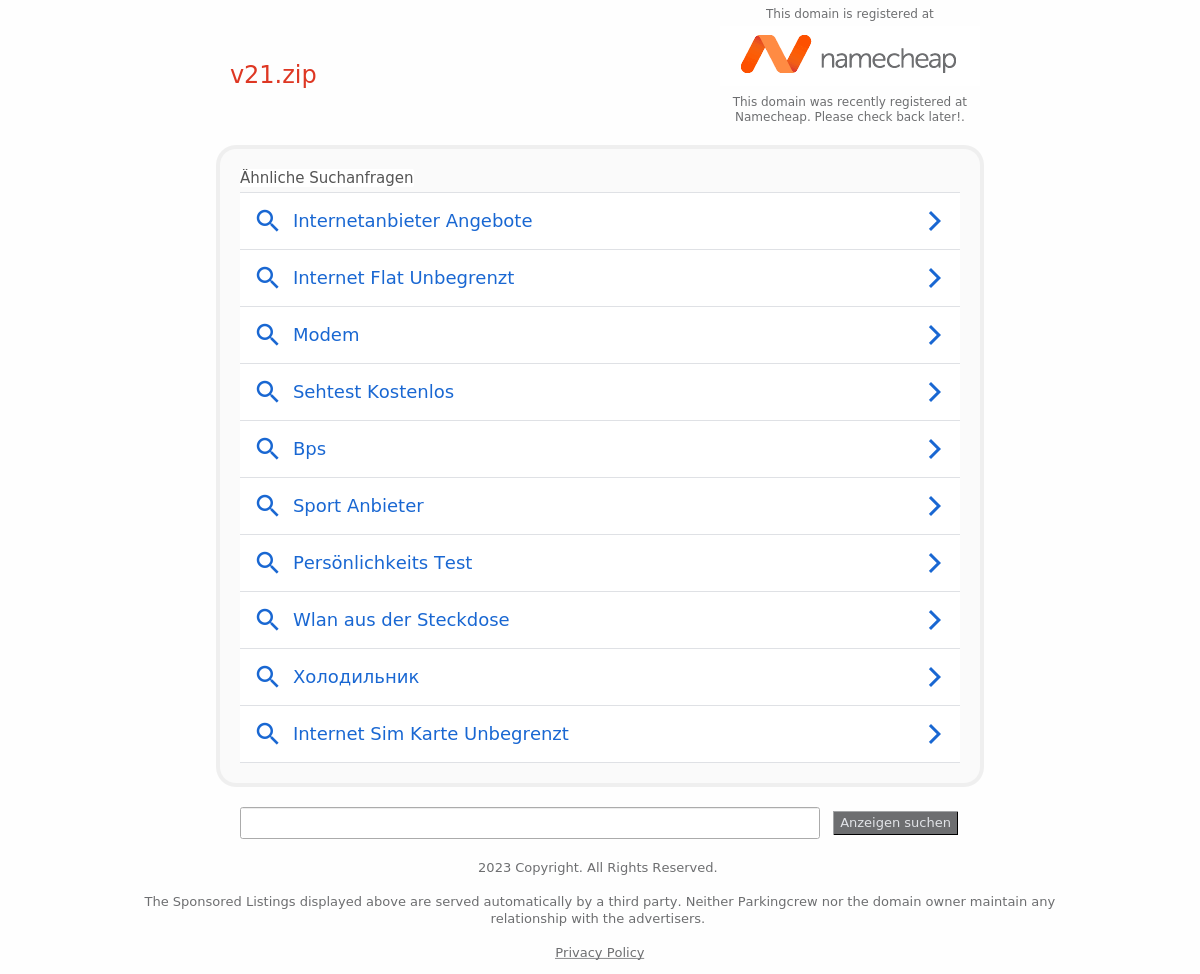 This domain is registered at
namecheap
v21.zip
This domain was recently registered at
Namecheap. Please check back later!.
Ähnliche Suchanfragen
Internetanbieter Angebote
Internet Flat Unbegrenzt
Modem
Sehtest Kostenlos
Bps
Sport Anbieter
Persönlichkeits Test
Wlan aus der Steckdose
Холодильник
Internet Sim Karte Unbegrenzt
Anzeigen suchen
2023 Copyright. All Rights Reserved.
The Sponsored Listings displayed above are served automatically by a third party. Neither Parkingcrew nor the domain owner maintain any
relationship with the advertisers.
Privacy Policy